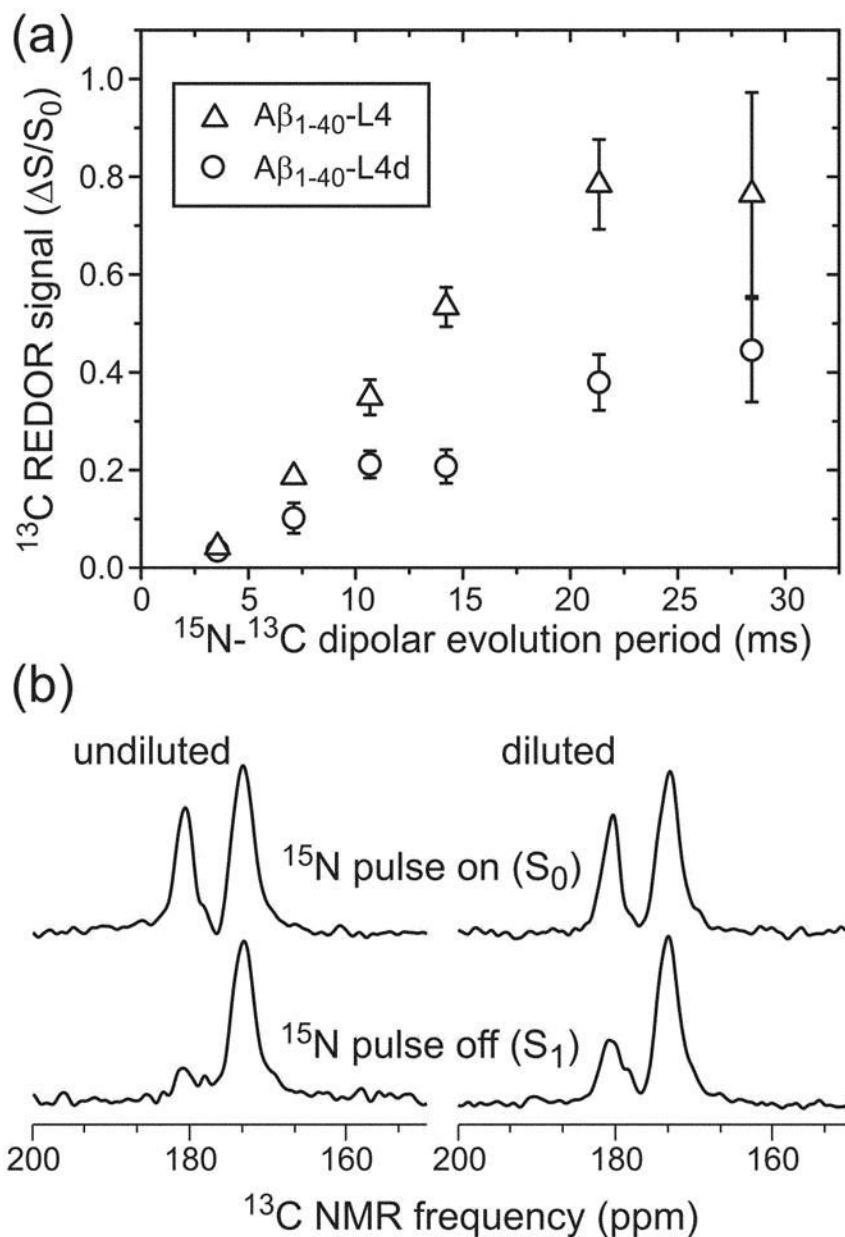 (a)
¹³C REDOR signal (ΔS/S₀)
1.0
0.8
0.6
0.4
0.2
0.0
Aβ₁₋₄₀-L4
Aβ₁₋₄₀-L4d
0 5 10 15 20 25 30
¹⁵N-¹³C dipolar evolution period (ms)
(b)
undiluted diluted
¹⁵N pulse on (S₀)
¹⁵N pulse off (S₁)
200 180 160 200 180 160
¹³C NMR frequency (ppm)